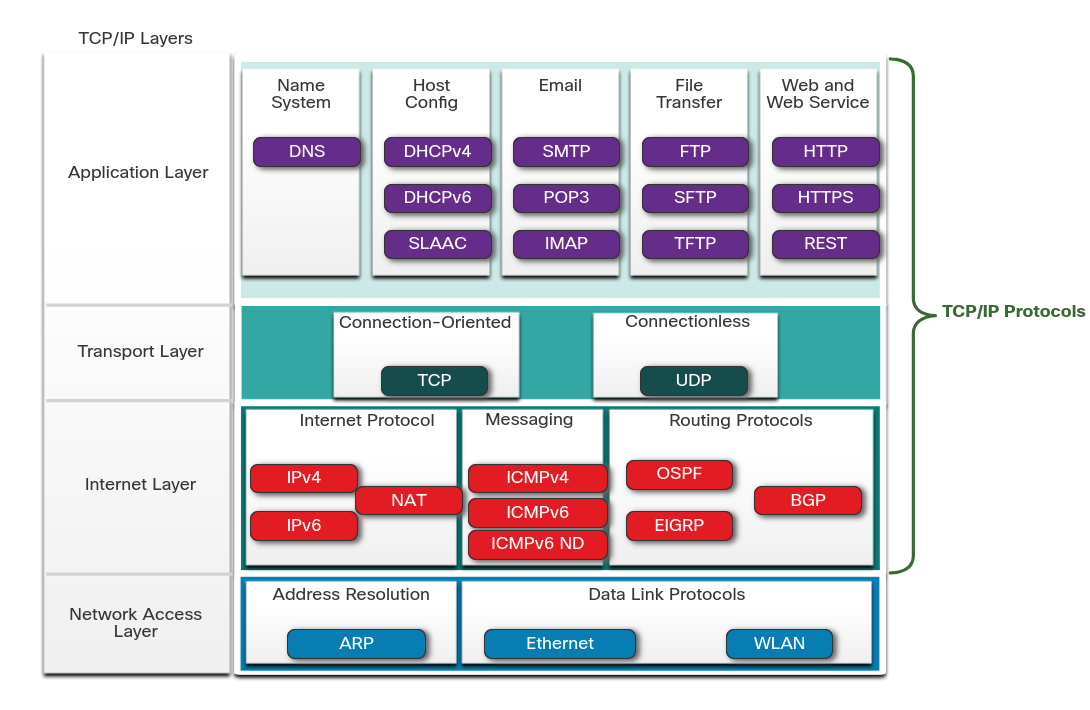 TCP/IP Layers
Application Layer
Name
System
DNS
Host
Config
DHCPv4
DHCPv6
SLAAC
Email
SMTP
POP3
IMAP
File
Transfer
FTP
SFTP
TFTP
Web and
Web Service
HTTP
HTTPS
REST
TCP/IP Protocols
Transport Layer
Connection-Oriented
TCP
Connectionless
UDP
Internet Layer
Internet Protocol
IPv4
NAT
IPv6
Messaging
ICMPv4
ICMPv6
ICMPv6 ND
Routing Protocols
OSPF
BGP
EIGRP
Network Access
Layer
Address Resolution
ARP
Data Link Protocols
Ethernet
WLAN